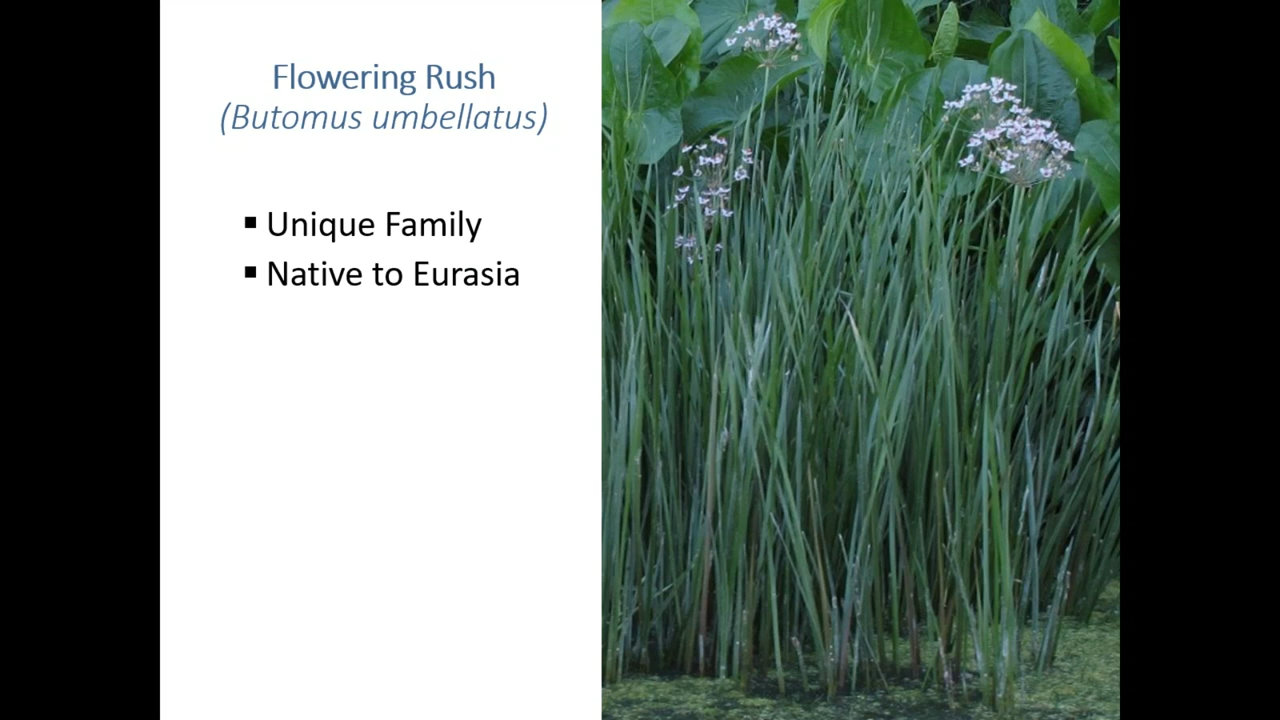 Flowering Rush
(Butomus umbellatus)
▪ Unique Family
▪ Native to Eurasia